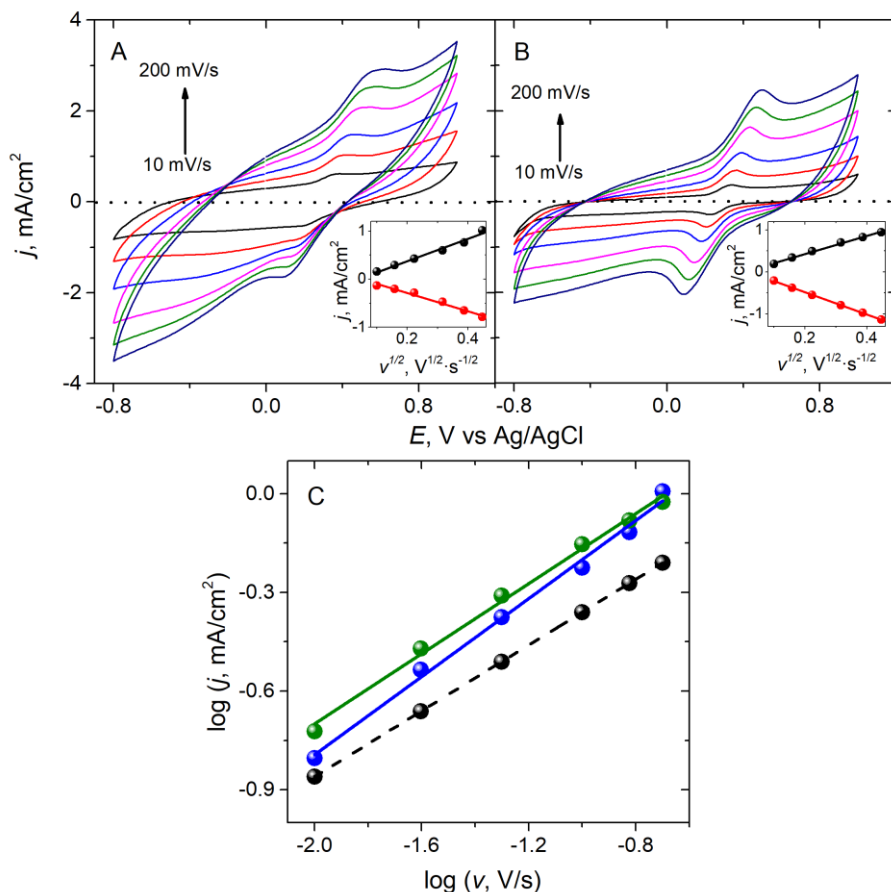 A
B
200 mV/s
10 mV/s
200 mV/s
10 mV/s
j, mA/cm²
4
2
0
-2
-4
-0.8
0.0
0.8
-0.8
0.0
0.8
E, V vs Ag/AgCl
j, mA/cm²
1
0
-1
0.2
0.4
v^1/2, V^1/2·s^-1/2
j, mA/cm²
1
0
-1
0.2
0.4
v^1/2, V^1/2·s^-1/2
C
log (j, mA/cm²)
0.0
-0.3
-0.6
-0.9
-2.0
-1.6
-1.2
-0.8
log (v, V/s)